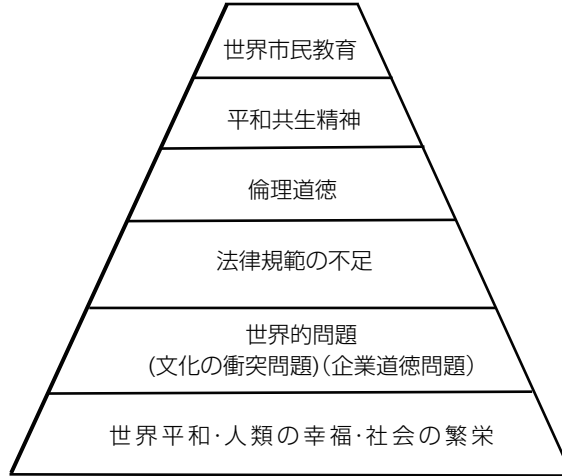 世界市民教育
平和共生精神
倫理道徳
法律規範の不足
世界的問題
(文化の衝突問題)(企業道徳問題)
世界平和･人類の幸福･社会の繁栄